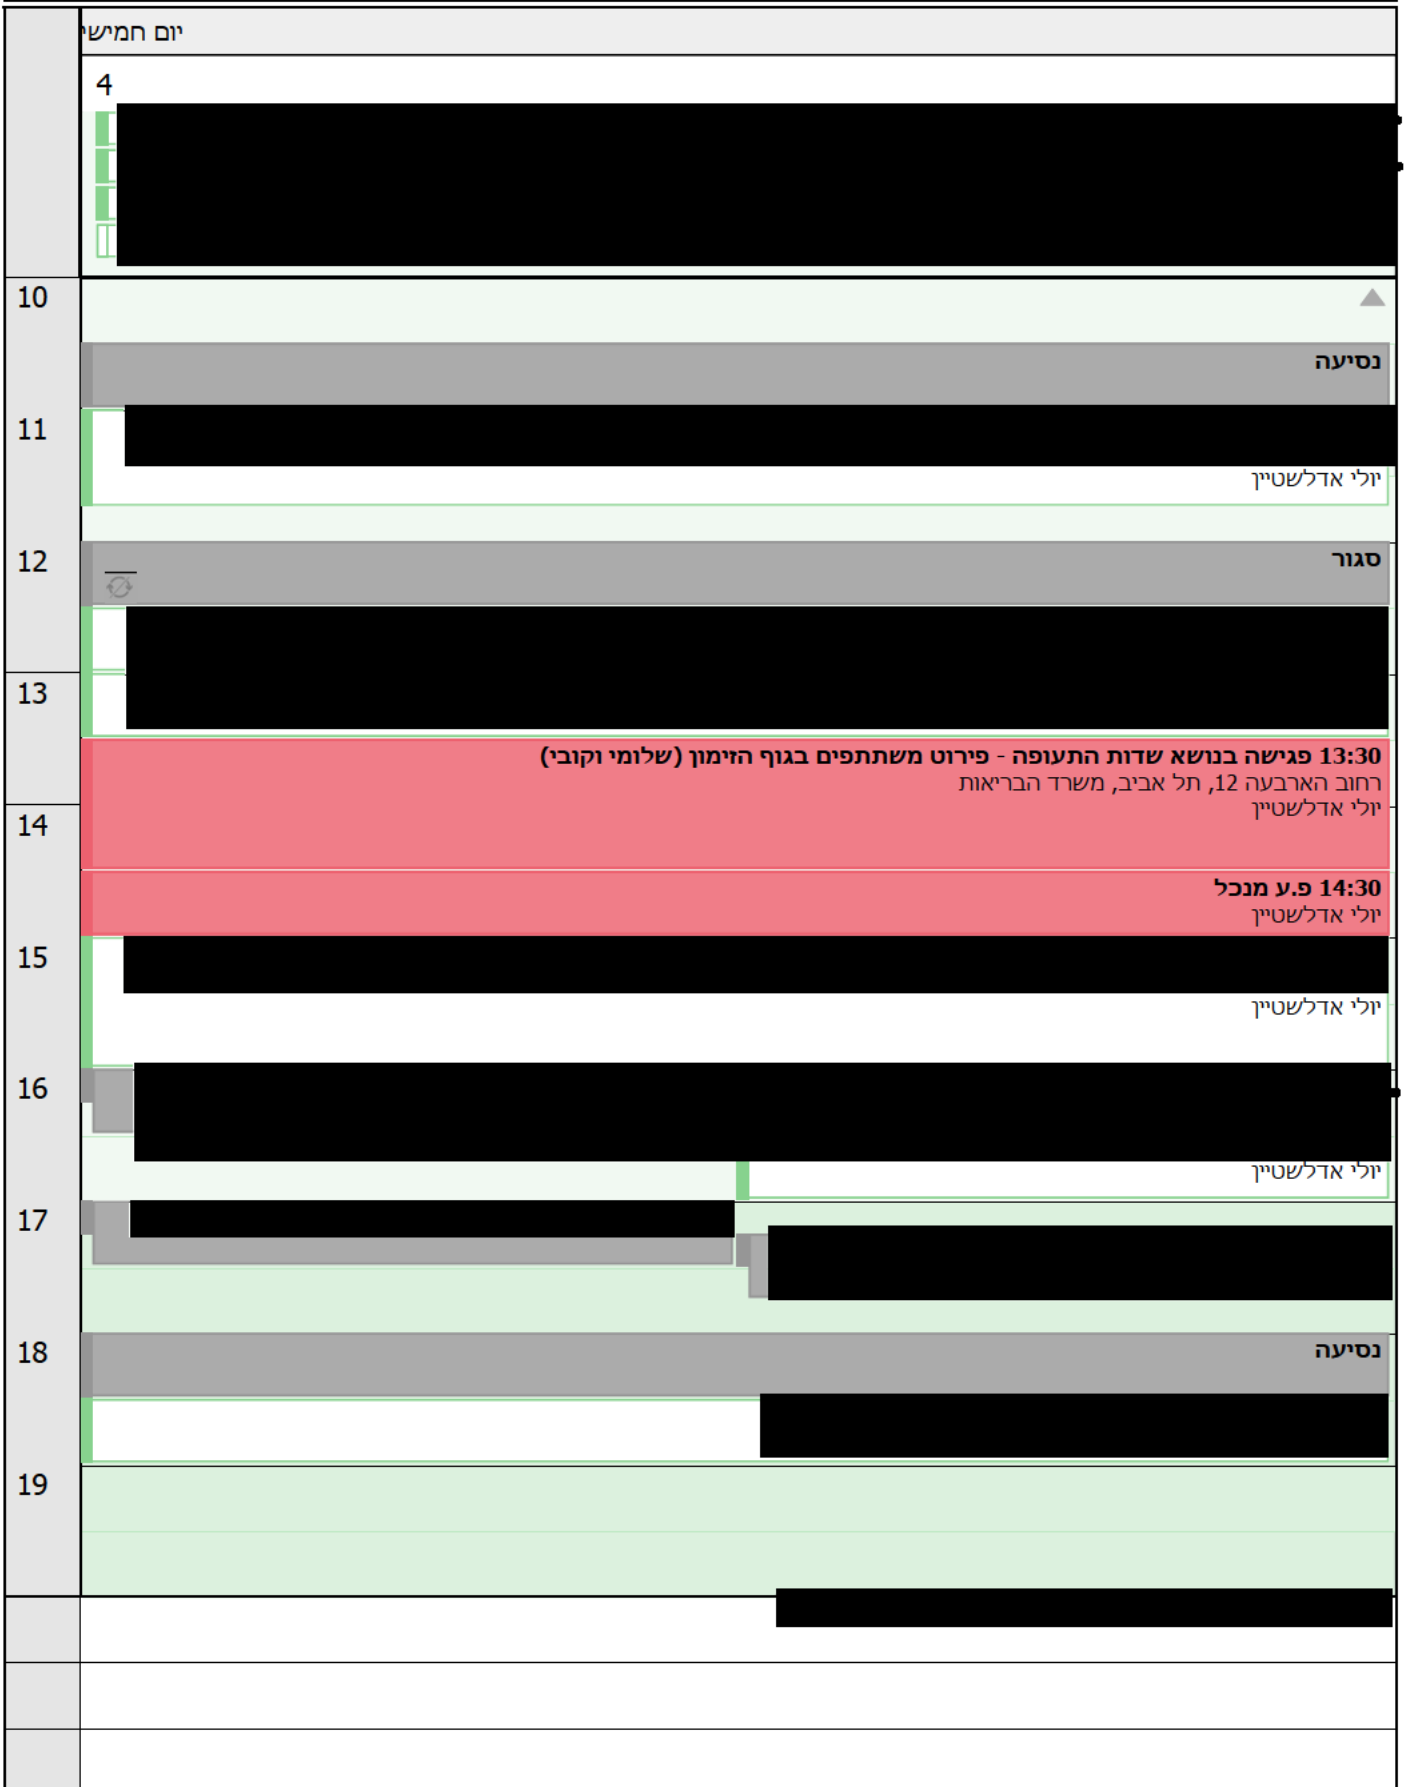 יום חמישי
4
10
נסיעה
11
יולי אדלשטיין
12
סגור
13
13:30 פגישה בנושא שדות התעופה - פירוט משתתפים בגוף הזימון (שלומי וקובי)
רחוב הארבעה 12, תל אביב, משרד הבריאות
יולי אדלשטיין
14
14:30 פ.ע מנכל
יולי אדלשטיין
15
יולי אדלשטיין
16
יולי אדלשטיין
17
18
נסיעה
19